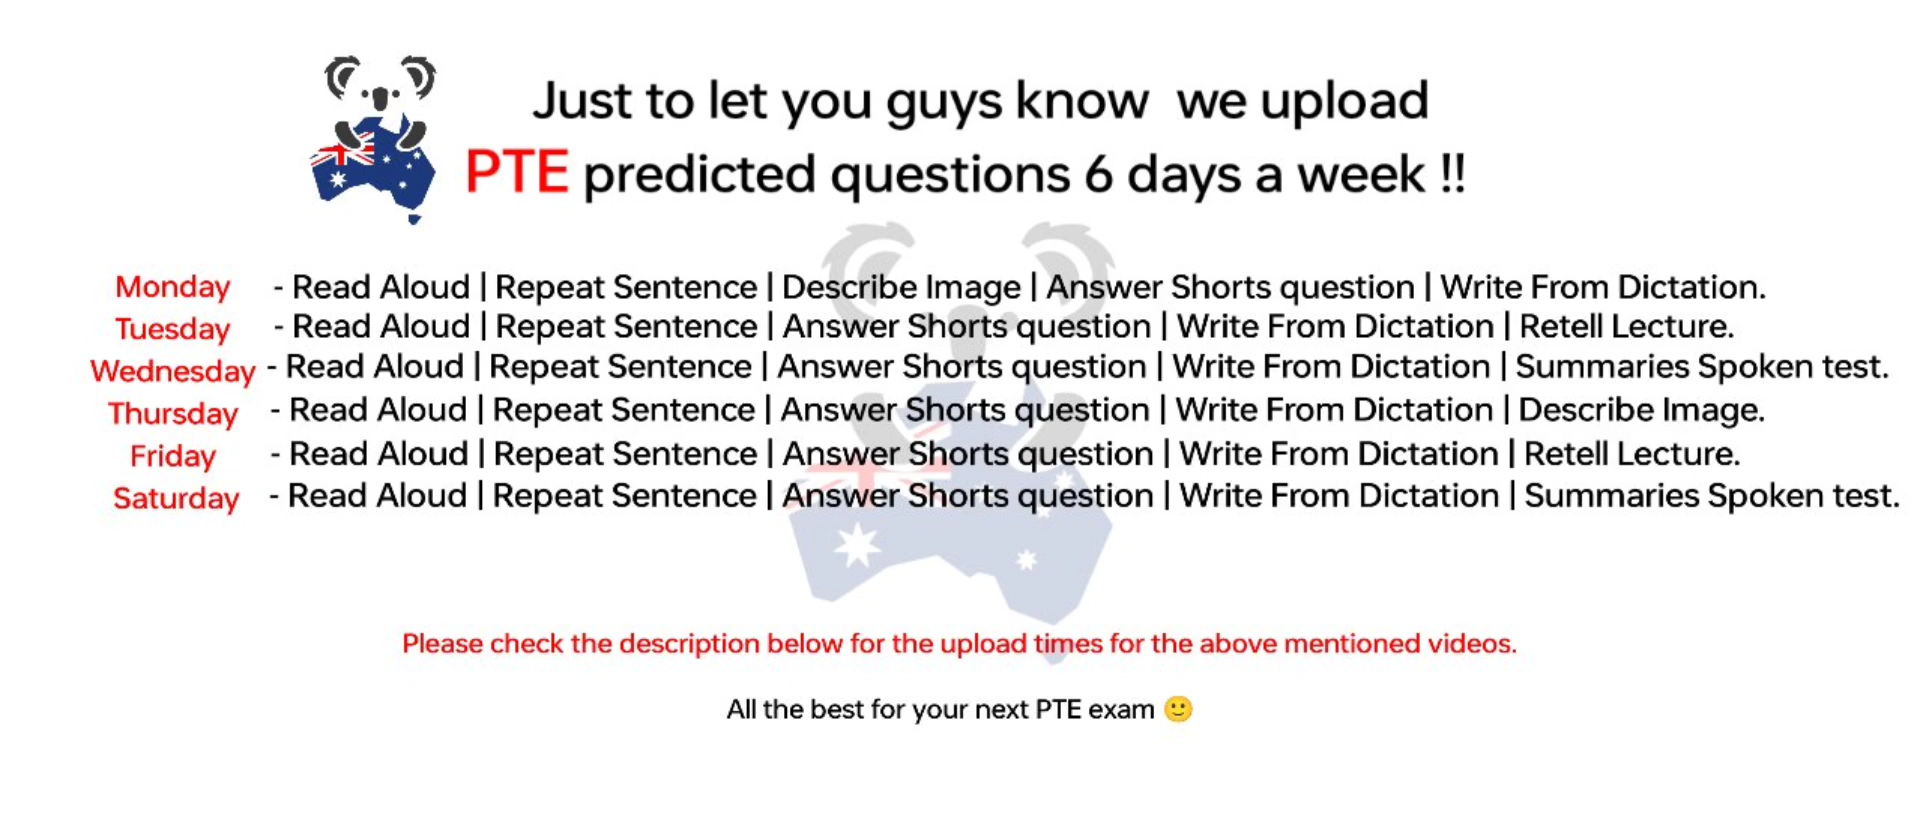 Just to let you guys know we upload
PTE predicted questions 6 days a week !!
Monday - Read Aloud | Repeat Sentence | Describe Image | Answer Shorts question | Write From Dictation.
Tuesday - Read Aloud | Repeat Sentence | Answer Shorts question | Write From Dictation | Retell Lecture.
Wednesday - Read Aloud | Repeat Sentence | Answer Shorts question | Write From Dictation | Summaries Spoken test.
Thursday - Read Aloud | Repeat Sentence | Answer Shorts question | Write From Dictation | Describe Image.
Friday - Read Aloud | Repeat Sentence | Answer Shorts question | Write From Dictation | Retell Lecture.
Saturday - Read Aloud | Repeat Sentence | Answer Shorts question | Write From Dictation | Summaries Spoken test.
Please check the description below for the upload times for the above mentioned videos.
All the best for your next PTE exam 🙂